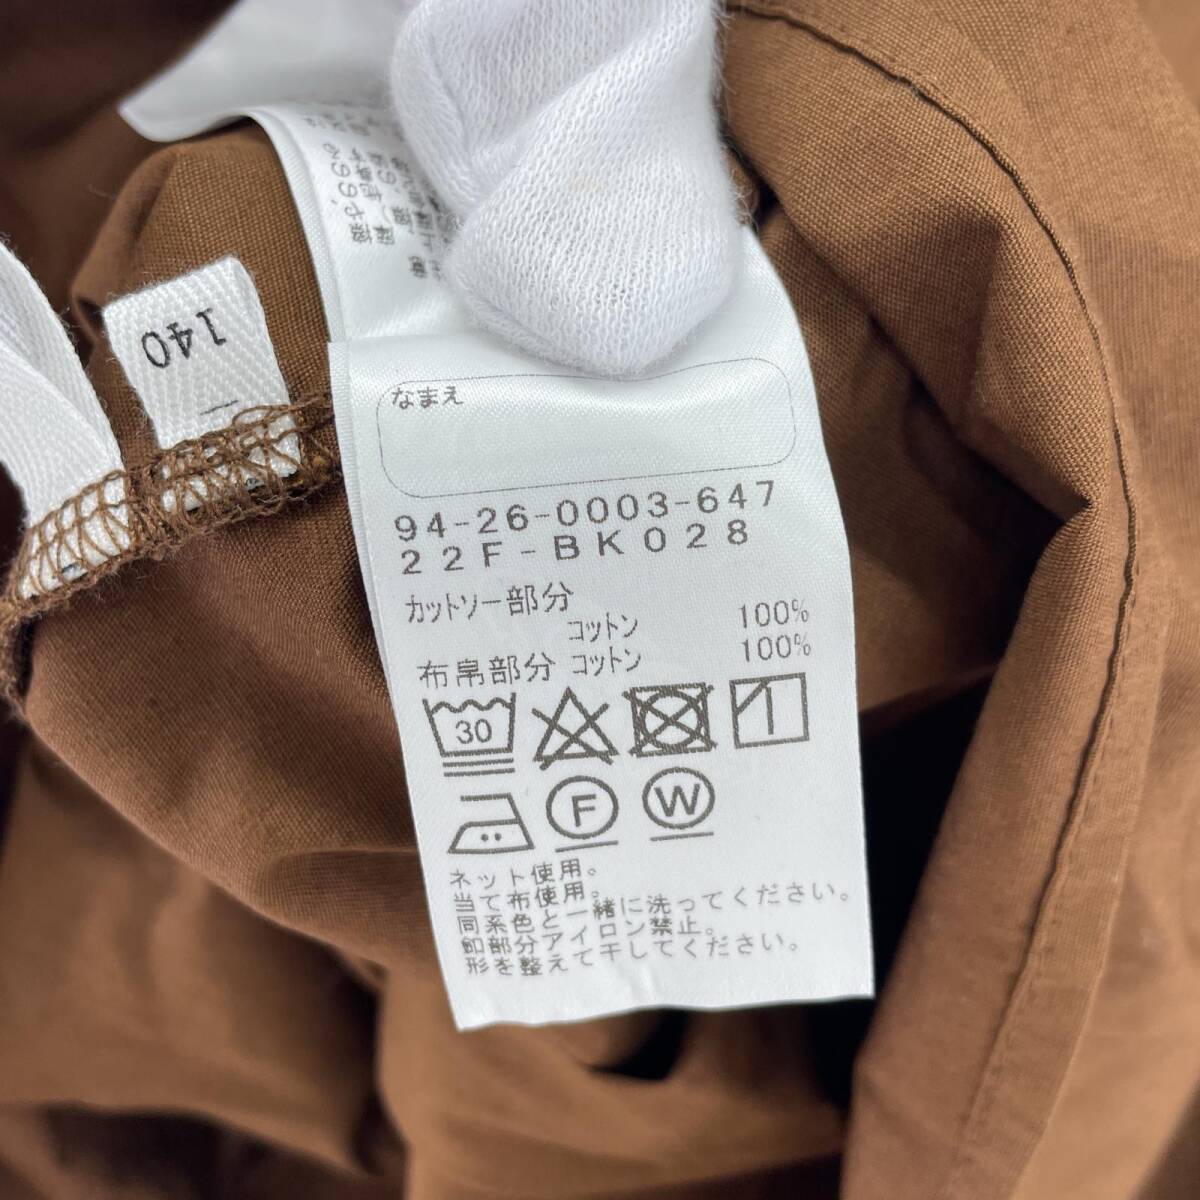 140
なまえ
94-26-0003-647
22F-BK028
カットソー部分
コットン 100%
布帛部分 コットン 100%
30
F W
ネット使用。
当て布使用。
同系色と一緒に洗ってください。
釦部分アイロン禁止。
形を整えて干してください。